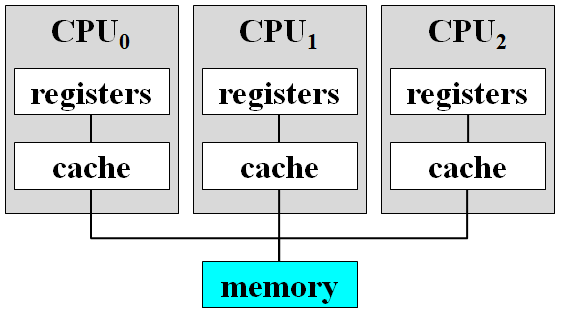 CPU0 CPU1 CPU2
registers registers registers
cache cache cache
memory